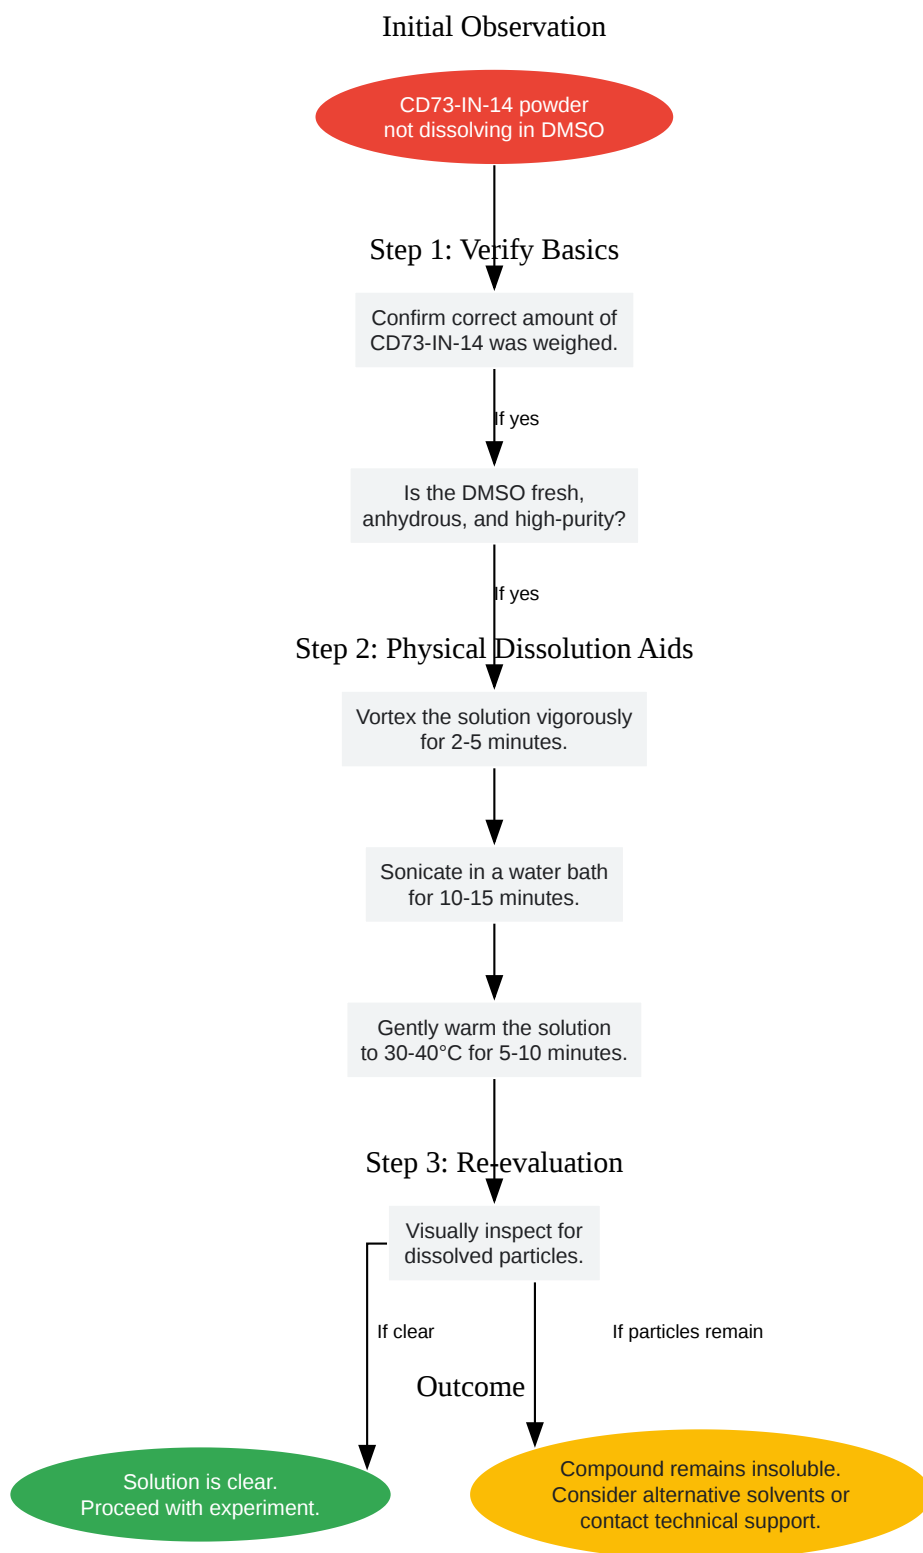 Initial Observation
CD73-IN-14 powder
not dissolving in DMSO
Step 1: Verify Basics
Confirm correct amount of
CD73-IN-14 was weighed.
If yes
Is the DMSO fresh,
anhydrous, and high-purity?
If yes
Step 2: Physical Dissolution Aids
Vortex the solution vigorously
for 2-5 minutes.
Sonicate in a water bath
for 10-15 minutes.
Gently warm the solution
to 30-40°C for 5-10 minutes.
Step 3: Re-evaluation
Visually inspect for
dissolved particles.
If clear
If particles remain
Outcome
Solution is clear.
Proceed with experiment.
Compound remains insoluble.
Consider alternative solvents or
contact technical support.